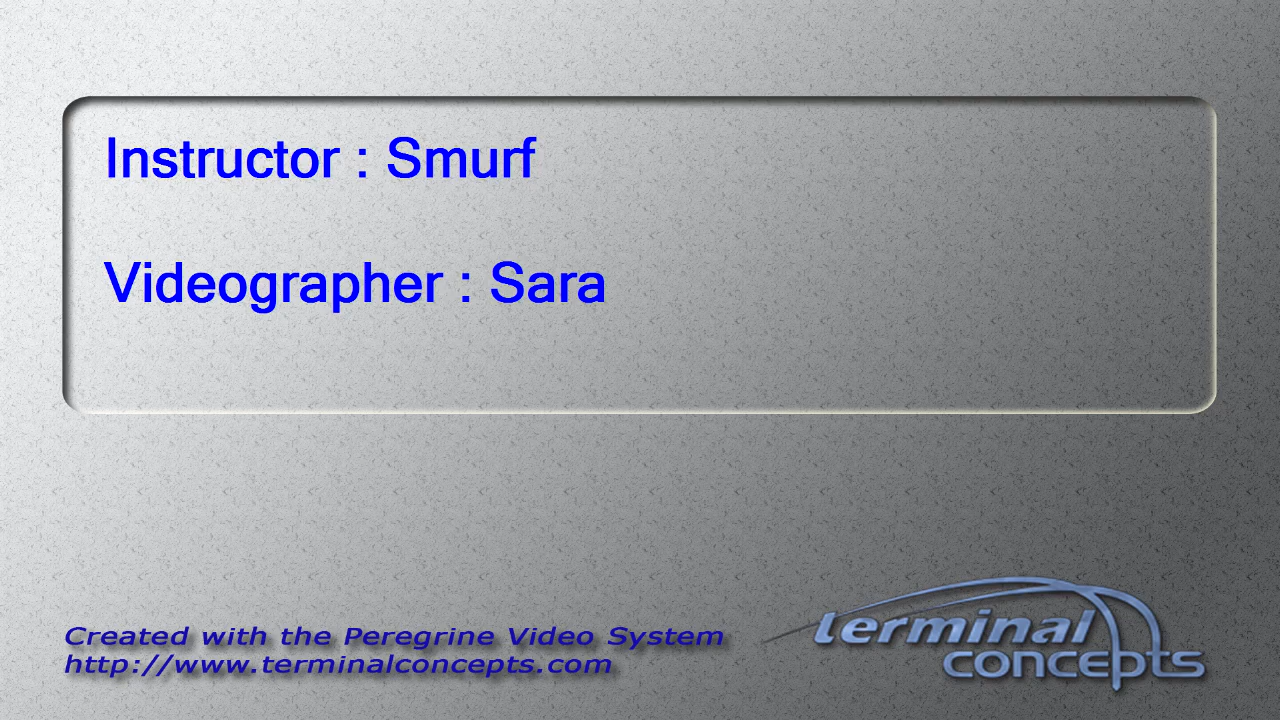 Instructor : Smurf
Videographer : Sara
Created with the Peregrine Video System
http://www.terminalconcepts.com
terminal
concepts